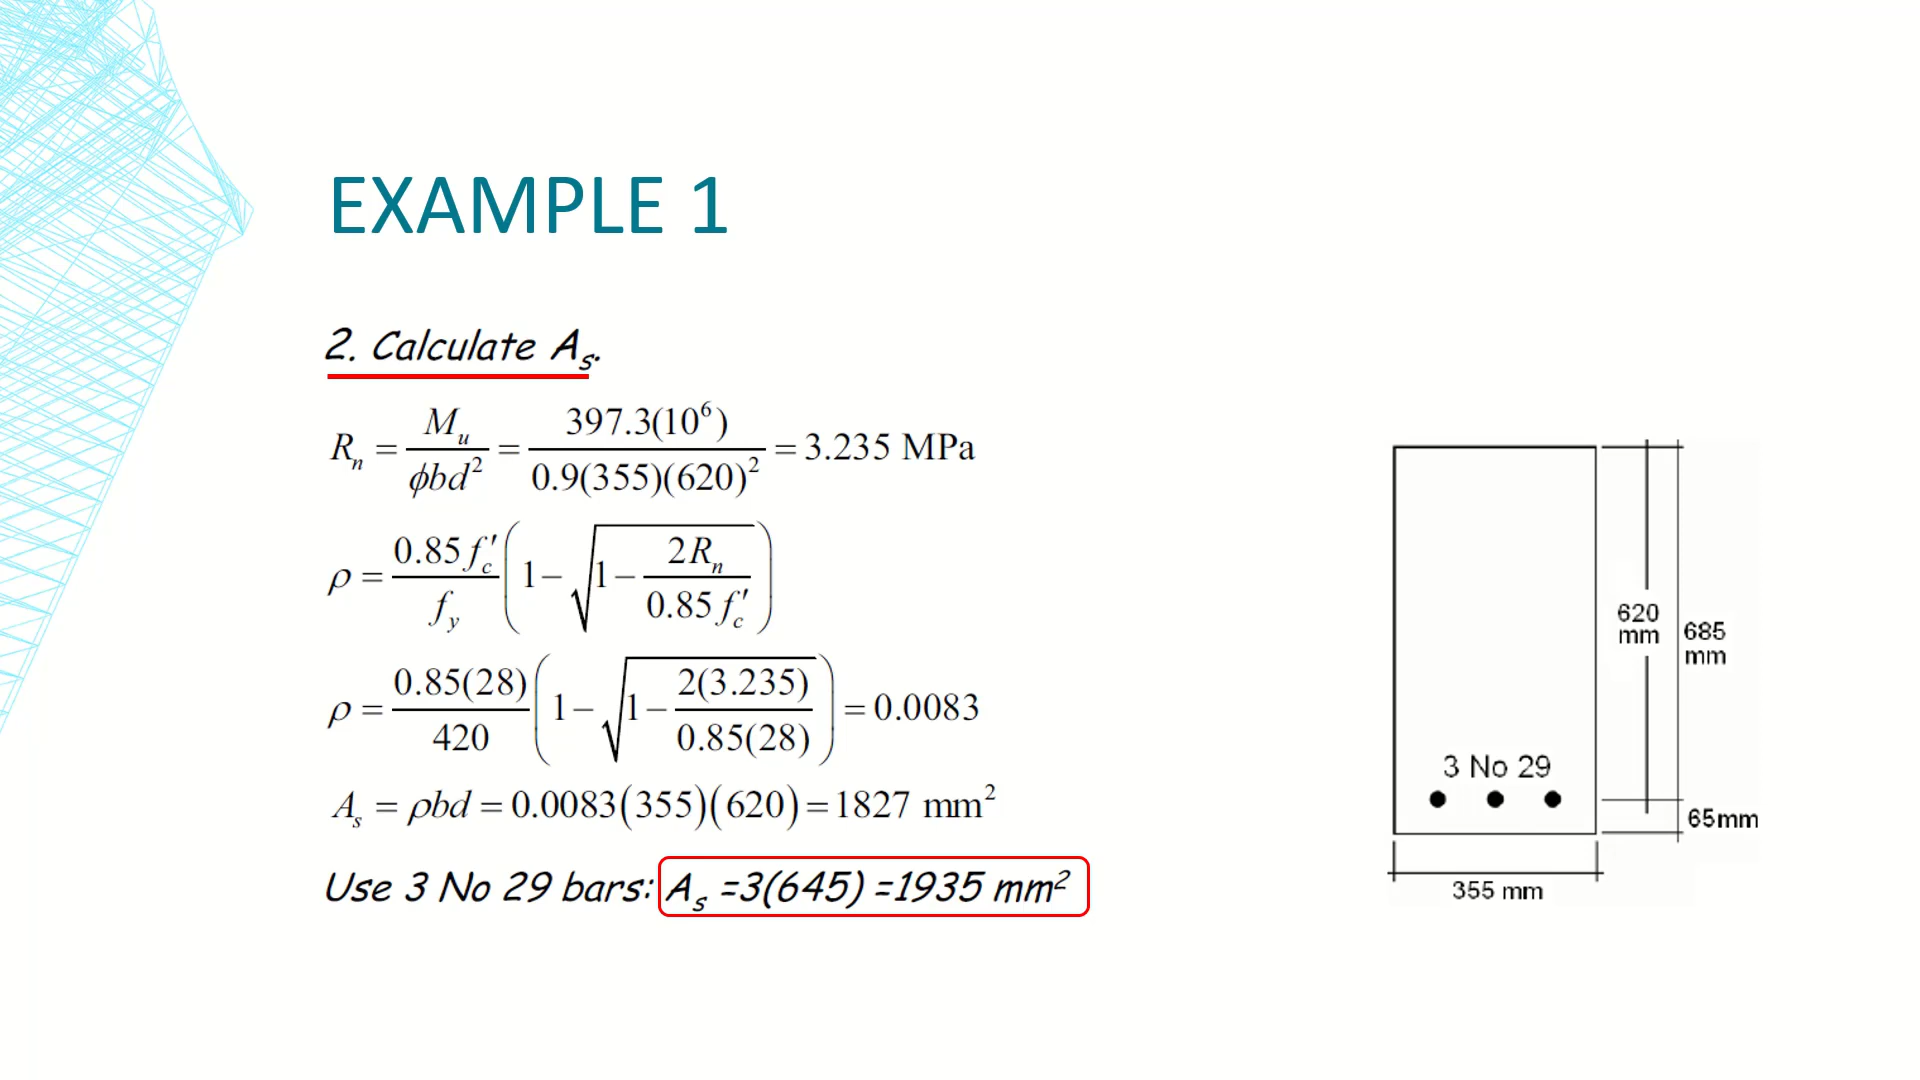 EXAMPLE 1
2. Calculate Aₛ.
Rₙ = Mᵤ / ϕbd² = 397.3(10⁶) / 0.9(355)(620)² = 3.235 MPa
ρ = 0.85f′c / fy (1 − √(1 − 2Rₙ / 0.85f′c))
ρ = 0.85(28) / 420 (1 − √(1 − 2(3.235) / 0.85(28))) = 0.0083
Aₛ = ρbd = 0.0083(355)(620) = 1827 mm²
Use 3 No 29 bars: Aₛ =3(645) =1935 mm²
620
mm
685
mm
3 No 29
65mm
355 mm